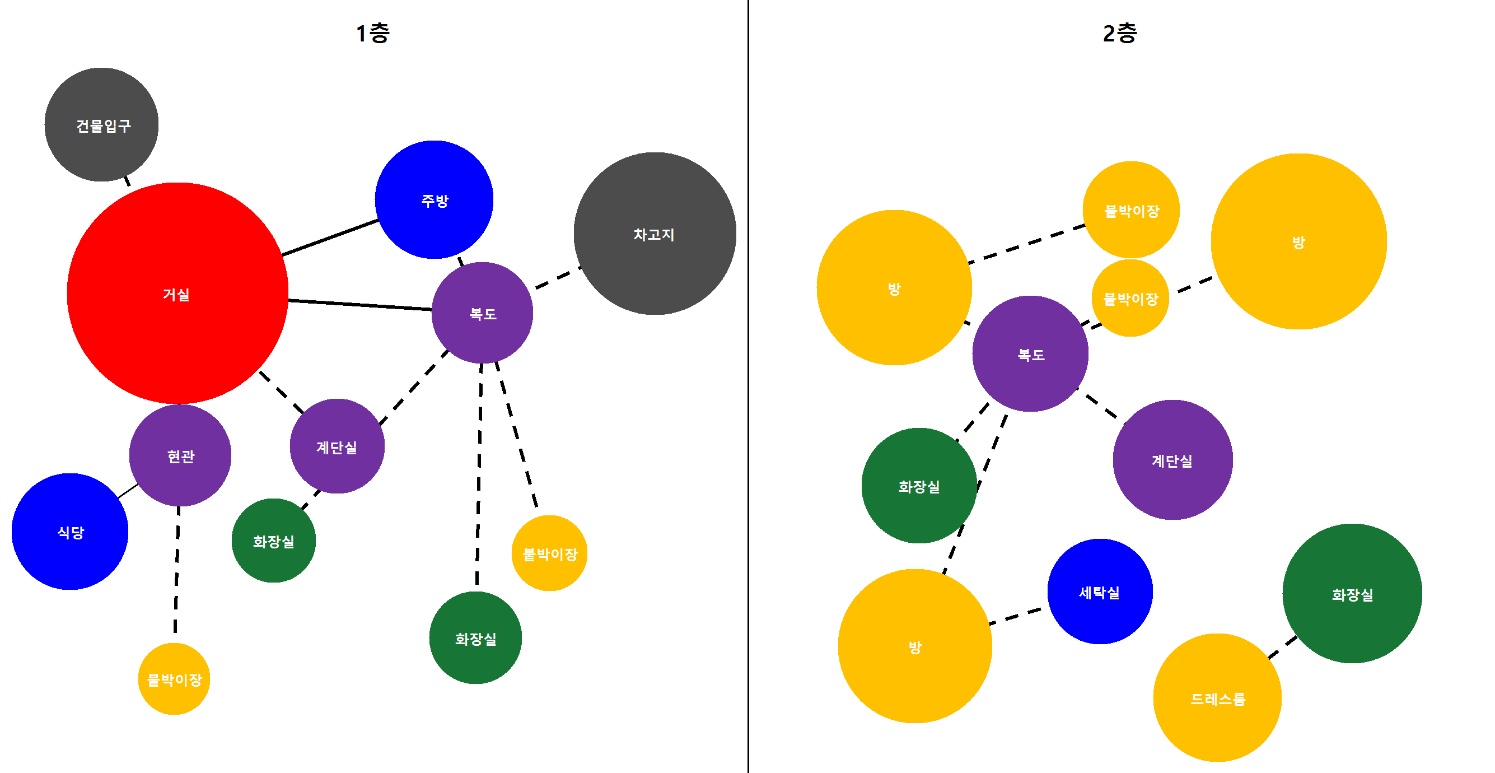 1층
건물입구
주방
차고지
거실
복도
계단실
현관
식당
화장실
붙박이장
화장실
붙박이장
2층
붙박이장
방
방
붙박이장
복도
계단실
화장실
세탁실
화장실
방
드레스룸